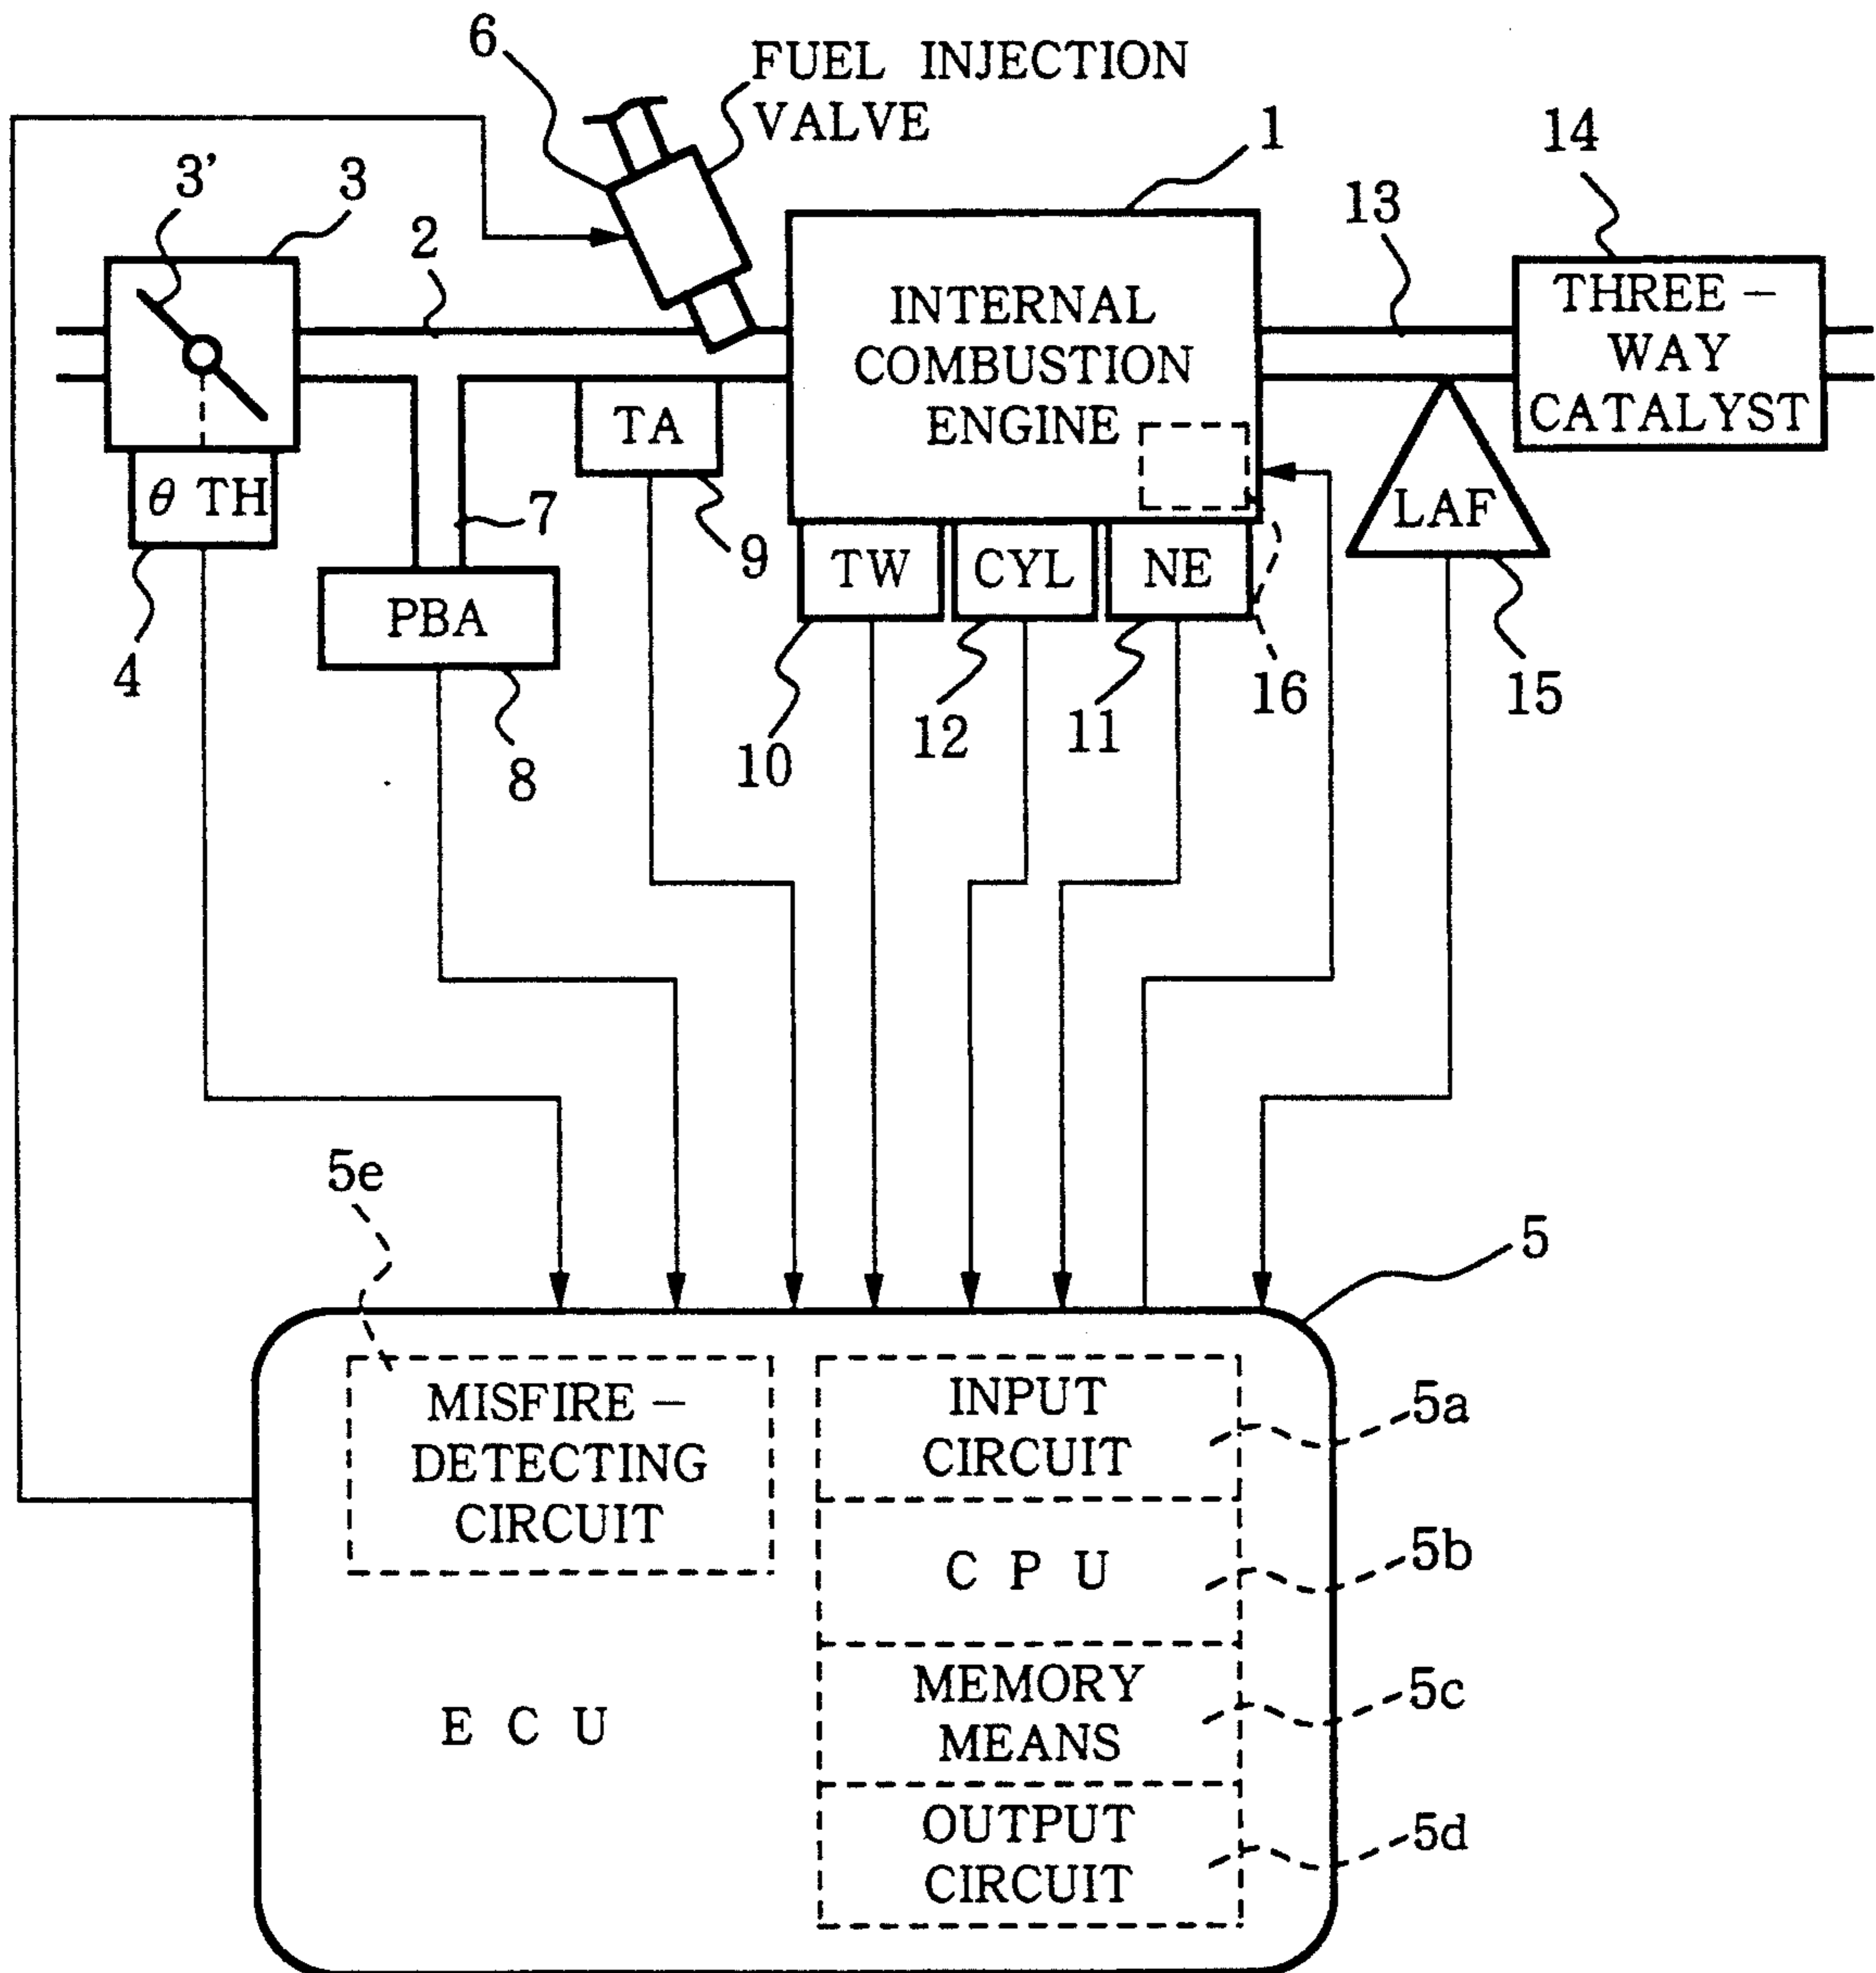 6
FUEL INJECTION
VALVE
1
14
3'
3
2
13
INTERNAL
COMBUSTION
ENGINE
THREE –
WAY
CATALYST
TA
θ TH
7
9
LAF
TW
CYL
NE
PBA
4
8
10
12
11
16
15
5e
5
MISFIRE –
DETECTING
CIRCUIT
INPUT
CIRCUIT
5a
C P U
5b
E C U
MEMORY
MEANS
5c
OUTPUT
CIRCUIT
5d